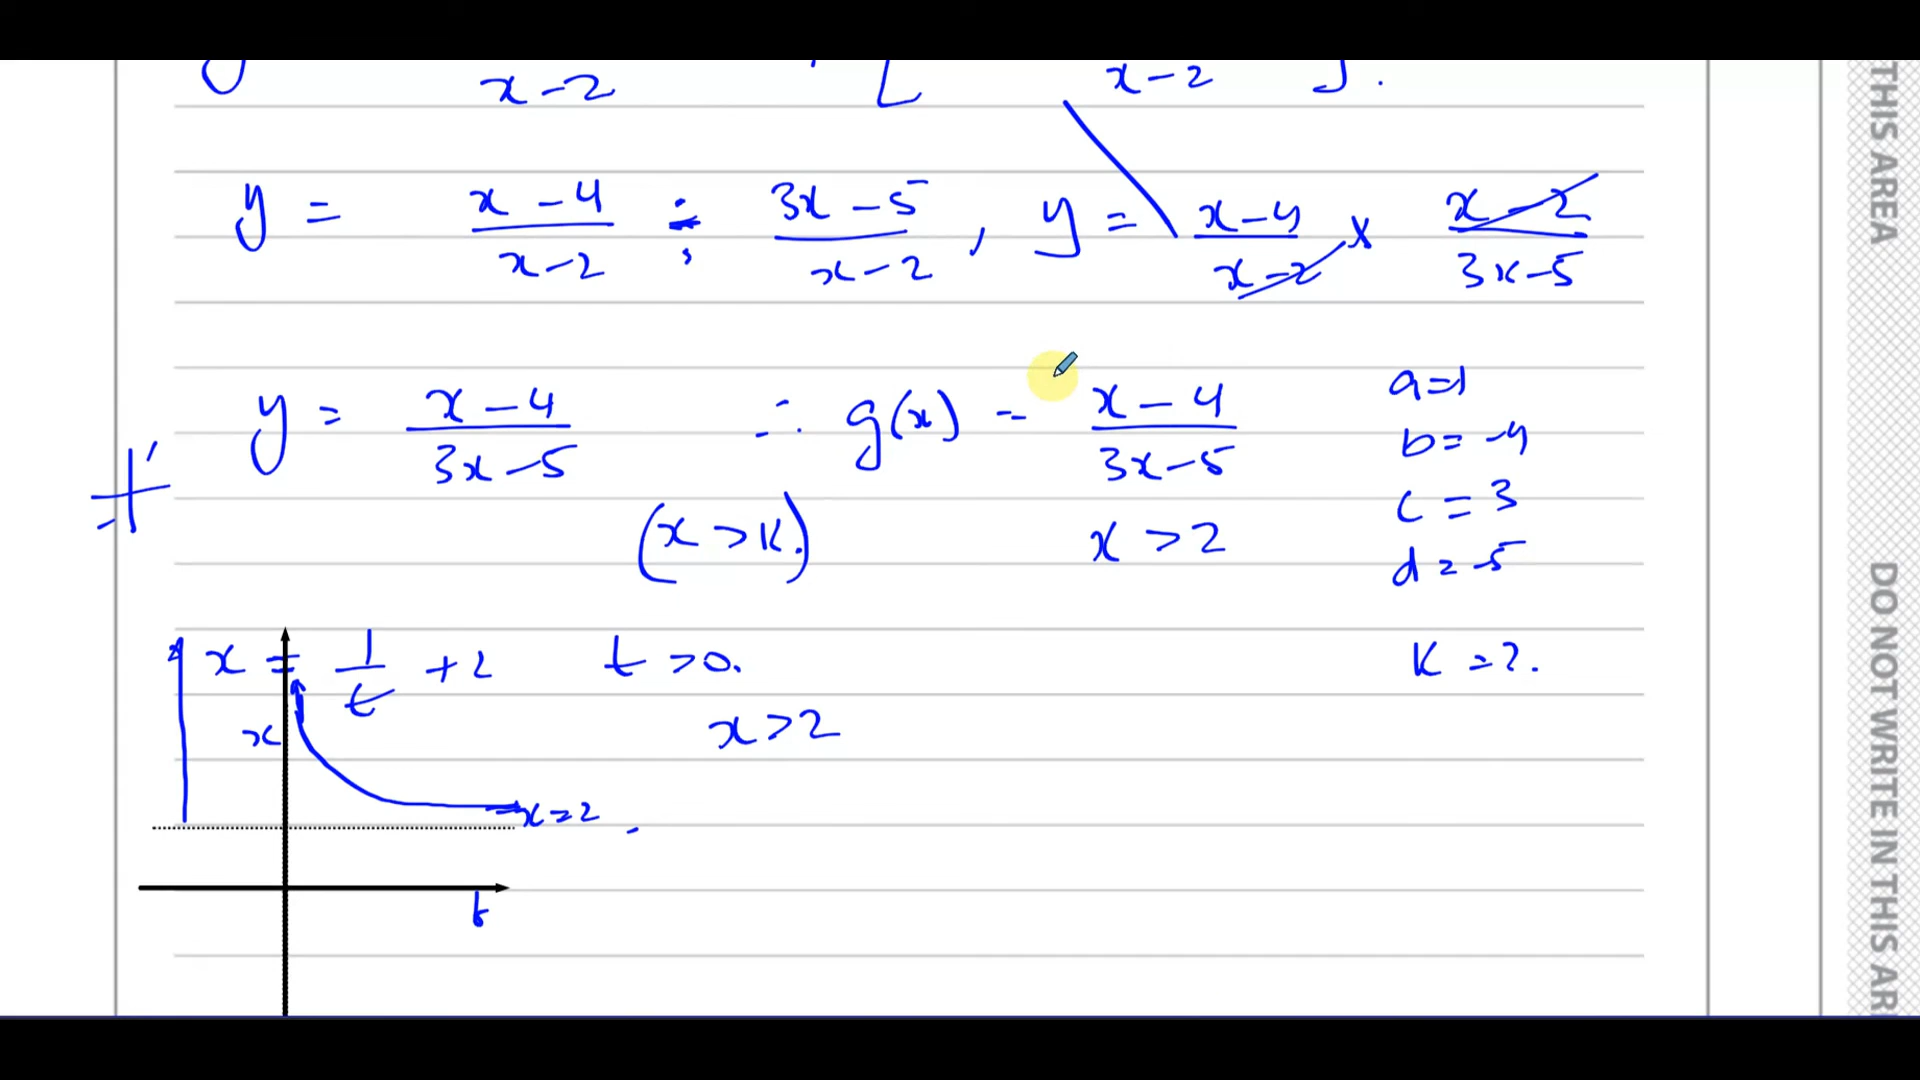 x-2 [ x-2 ].
y = x-4/x-2 ÷ 3x-5/x-2 , y = x-4/x-2 × x-2/3x-5
y = x-4/3x-5 ∴ g(x) = x-4/3x-5
a=1
b=-4
c=3
d=-5
(x>k.) x>2
x = 1/t +2 t>0. k=2.
x x>2
x=2
t
THIS AREA
DO NOT WRITE IN THIS AR